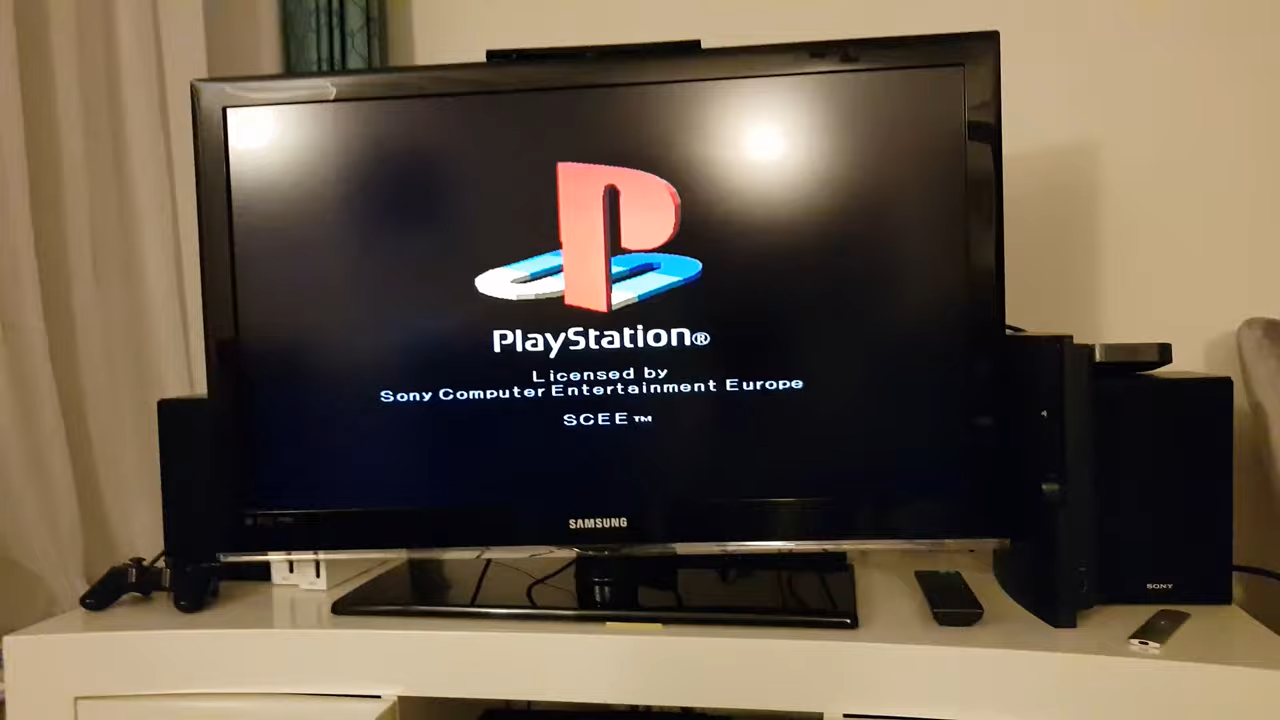 PlayStation®
Licensed by
Sony Computer Entertainment Europe
SCEE™
SAMSUNG
SONY